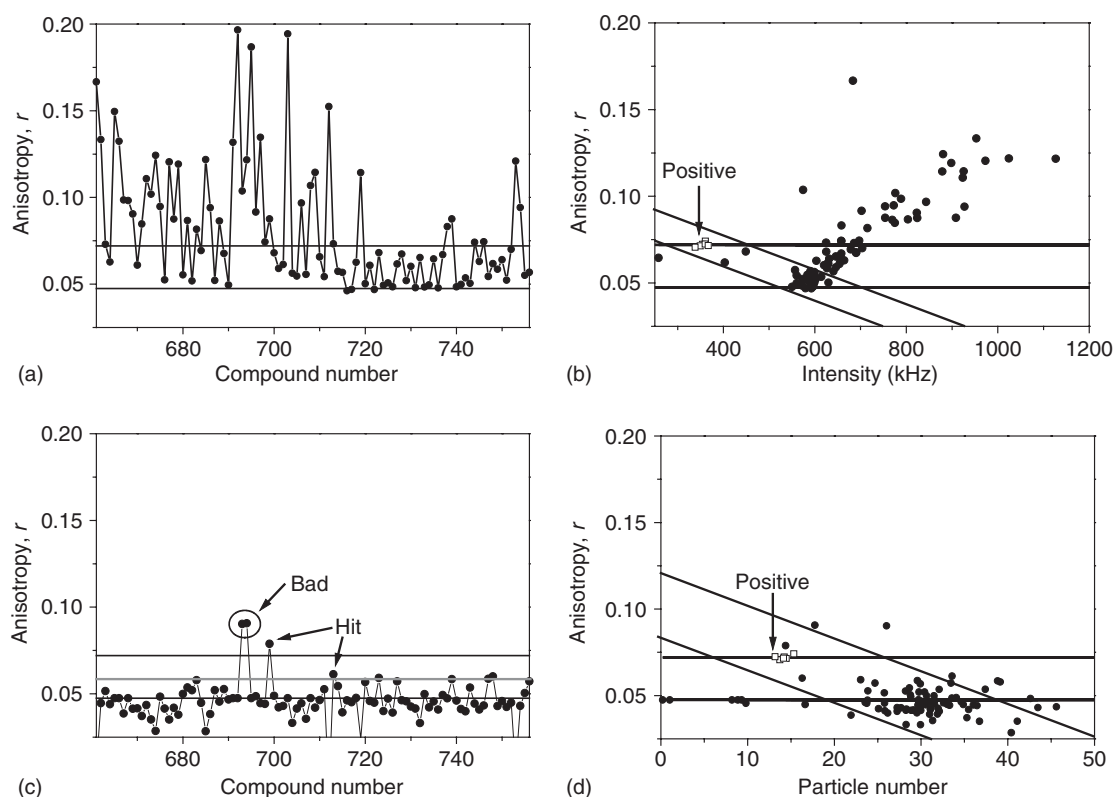 0.20
0.15
0.10
0.05
Anisotropy, r
680
700
720
740
Compound number
(a)
0.20
0.15
0.10
0.05
Anisotropy, r
Positive
400
600
800
1000
1200
Intensity (kHz)
(b)
0.20
0.15
0.10
0.05
Anisotropy, r
Bad
Hit
680
700
720
740
Compound number
(c)
0.20
0.15
0.10
0.05
Anisotropy, r
Positive
0
10
20
30
40
50
Particle number
(d)